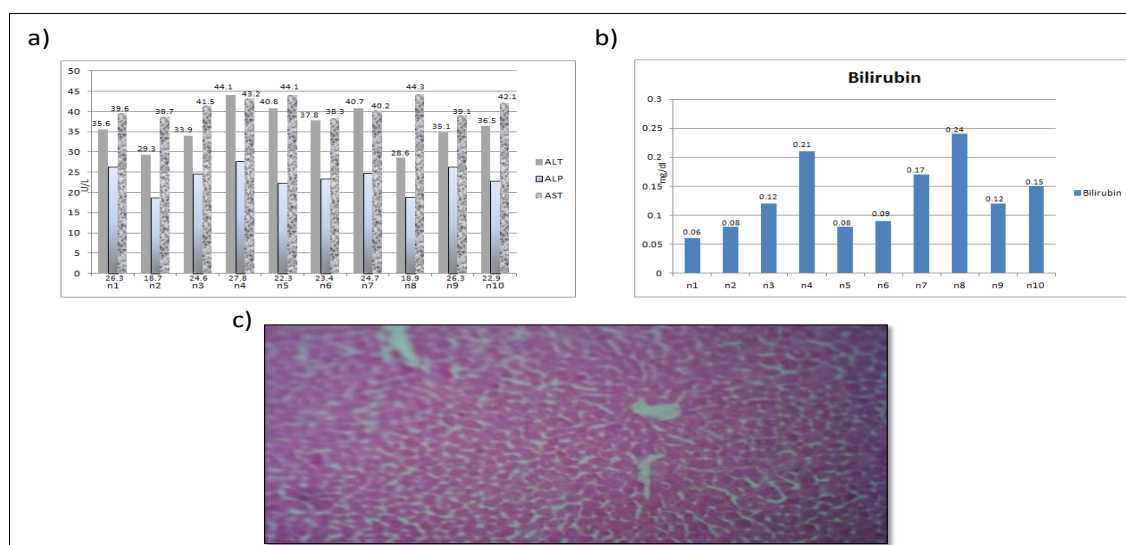 a)
50
45
40
35
30
25
20
15
10
5
0
U/L
35.6 39.6 29.3 38.7 33.9 41.5 44.1 43.2 40.8 44.1 37.8 38.3 40.7 40.2 28.6 44.3 35.1 39.1 36.5 42.1
26.3 18.7 24.6 27.8 22.3 23.4 24.7 18.9 26.3 22.9
n1 n2 n3 n4 n5 n6 n7 n8 n9 n10
ALT
ALP
AST
b)
Bilirubin
0.3
0.25
0.2
0.15
0.1
0.05
0
mg/dl
0.06 0.08 0.12 0.21 0.08 0.09 0.17 0.24 0.12 0.15
n1 n2 n3 n4 n5 n6 n7 n8 n9 n10
Bilirubin
c)